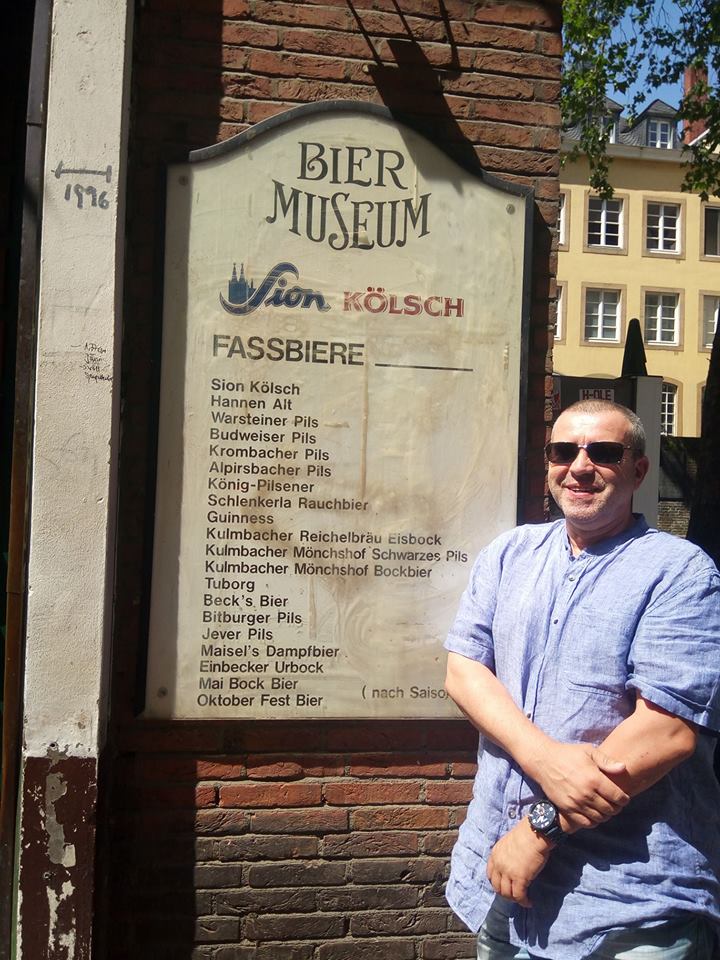 BIER
MUSEUM
Sion KÖLSCH
FASSBIERE
Sion Kölsch
Hannen Alt
Warsteiner Pils
Budweiser Pils
Krombacher Pils
Alpirsbacher Pils
König-Pilsener
Schlenkerla Rauchbier
Guinness
Kulmbacher Reichelbräu Eisbock
Kulmbacher Mönchshof Schwarzes Pils
Kulmbacher Mönchshof Bockbier
Tuborg
Beck's Bier
Bitburger Pils
Jever Pils
Maisel's Dampfbier
Einbecker Urbock
Mai Bock Bier ( nach Saiso
Oktober Fest Bier
1996